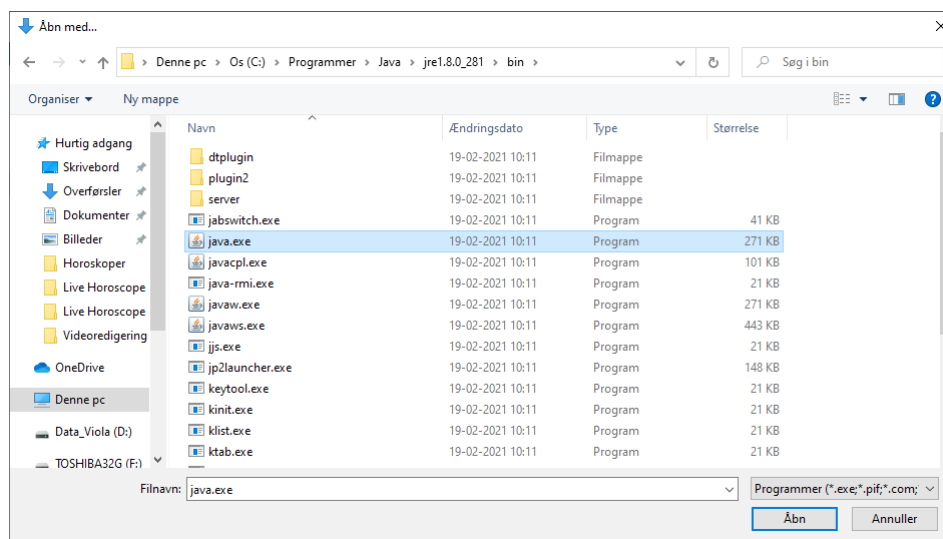 Åbn med...
Denne pc › Os (C:) › Programmer › Java › jre1.8.0_281 › bin ›
Søg i bin
Organiser
Ny mappe
Navn Ændringsdato Type Størrelse
Hurtig adgang
Skrivebord
Overførsler
Dokumenter
Billeder
Horoskoper
Live Horoscope
Live Horoscope
Videoredigering
OneDrive
Denne pc
Data_Viola (D:)
TOSHIBA32G (F:)
dtplugin 19-02-2021 10:11 Filmappe
plugin2 19-02-2021 10:11 Filmappe
server 19-02-2021 10:11 Filmappe
jabswitch.exe 19-02-2021 10:11 Program 41 KB
java.exe 19-02-2021 10:11 Program 271 KB
javacpl.exe 19-02-2021 10:11 Program 101 KB
java-rmi.exe 19-02-2021 10:11 Program 21 KB
javaw.exe 19-02-2021 10:11 Program 271 KB
javaws.exe 19-02-2021 10:11 Program 443 KB
jjs.exe 19-02-2021 10:11 Program 21 KB
jp2launcher.exe 19-02-2021 10:11 Program 148 KB
keytool.exe 19-02-2021 10:11 Program 21 KB
kinit.exe 19-02-2021 10:11 Program 21 KB
klist.exe 19-02-2021 10:11 Program 21 KB
ktab.exe 19-02-2021 10:11 Program 21 KB
Filnavn: java.exe
Programmer (*.exe;*.pif;*.com;
Åbn
Annuller